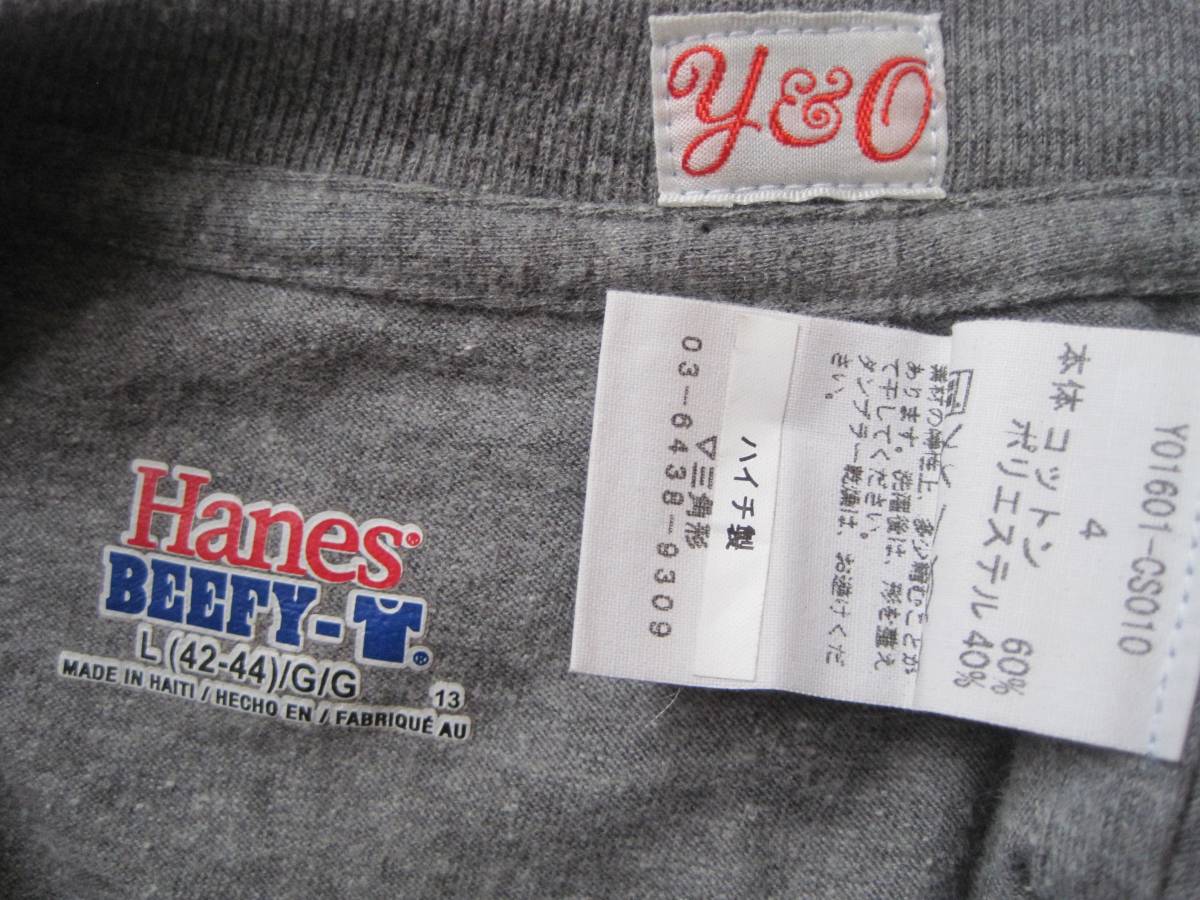 Y&O
Hanes®
BEEFY-T®
L (42-44)/G/G
13
MADE IN HAITI / HECHO EN / FABRIQUÉ AU
Y01601-CS010
4
本体 コットン 60%
ポリエステル 40%
素材の特性上、多少縮むことが
あります。洗濯後は、形を整え
て干してください。
タンブラー乾燥は、お避けくだ
さい。
ハイチ製
▽三角形
03-6438-9309